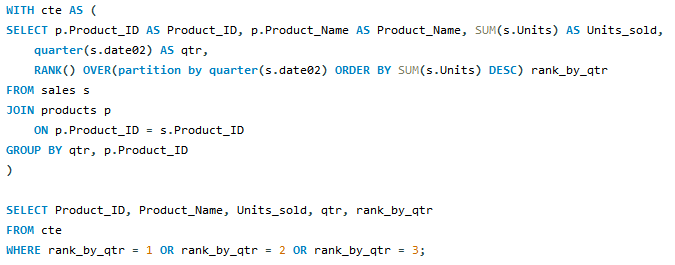 WITH cte AS (
SELECT p.Product_ID AS Product_ID, p.Product_Name AS Product_Name, SUM(s.Units) AS Units_sold,
    quarter(s.date02) AS qtr,
    RANK() OVER(partition by quarter(s.date02) ORDER BY SUM(s.Units) DESC) rank_by_qtr
FROM sales s
JOIN products p
    ON p.Product_ID = s.Product_ID
GROUP BY qtr, p.Product_ID
)

SELECT Product_ID, Product_Name, Units_sold, qtr, rank_by_qtr
FROM cte
WHERE rank_by_qtr = 1 OR rank_by_qtr = 2 OR rank_by_qtr = 3;